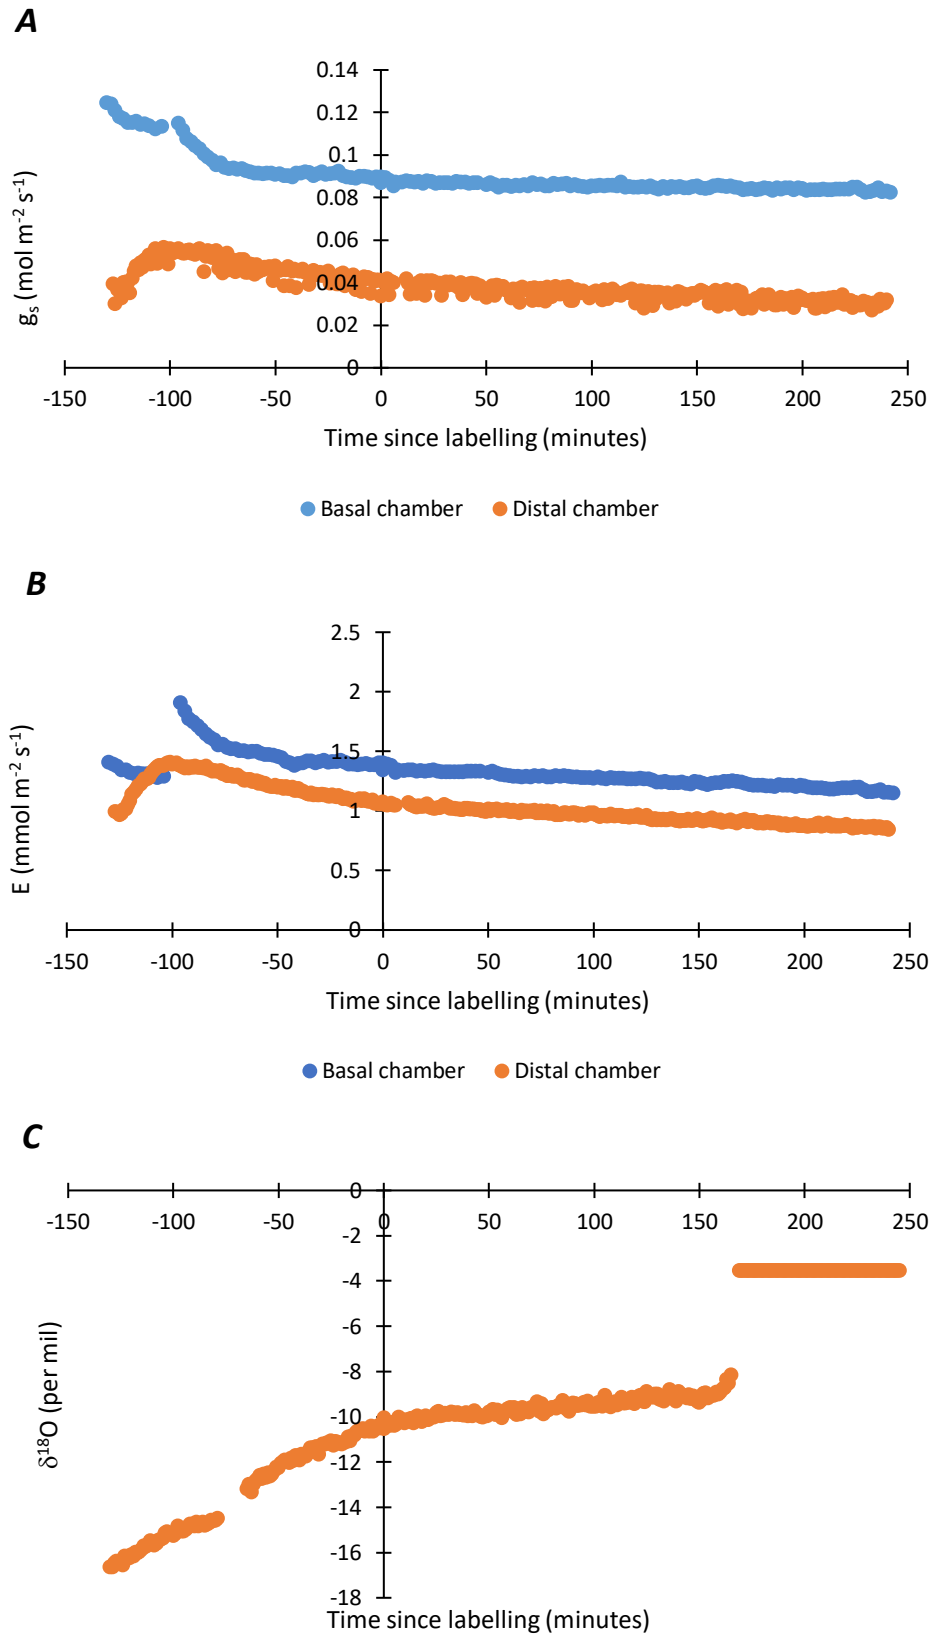 A
0.14
0.12
0.1
0.08
0.06
0.04
0.02
0
-150 -100 -50 0 50 100 150 200 250
gs (mol m-2 s-1)
Time since labelling (minutes)
Basal chamber Distal chamber
B
2.5
2
1.5
1
0.5
0
-150 -100 -50 0 50 100 150 200 250
E (mmol m-2 s-1)
Time since labelling (minutes)
Basal chamber Distal chamber
C
0
-150 -100 -50 0 50 100 150 200 250
-2
-4
-6
-8
-10
-12
-14
-16
-18
δ18O (per mil)
Time since labelling (minutes)